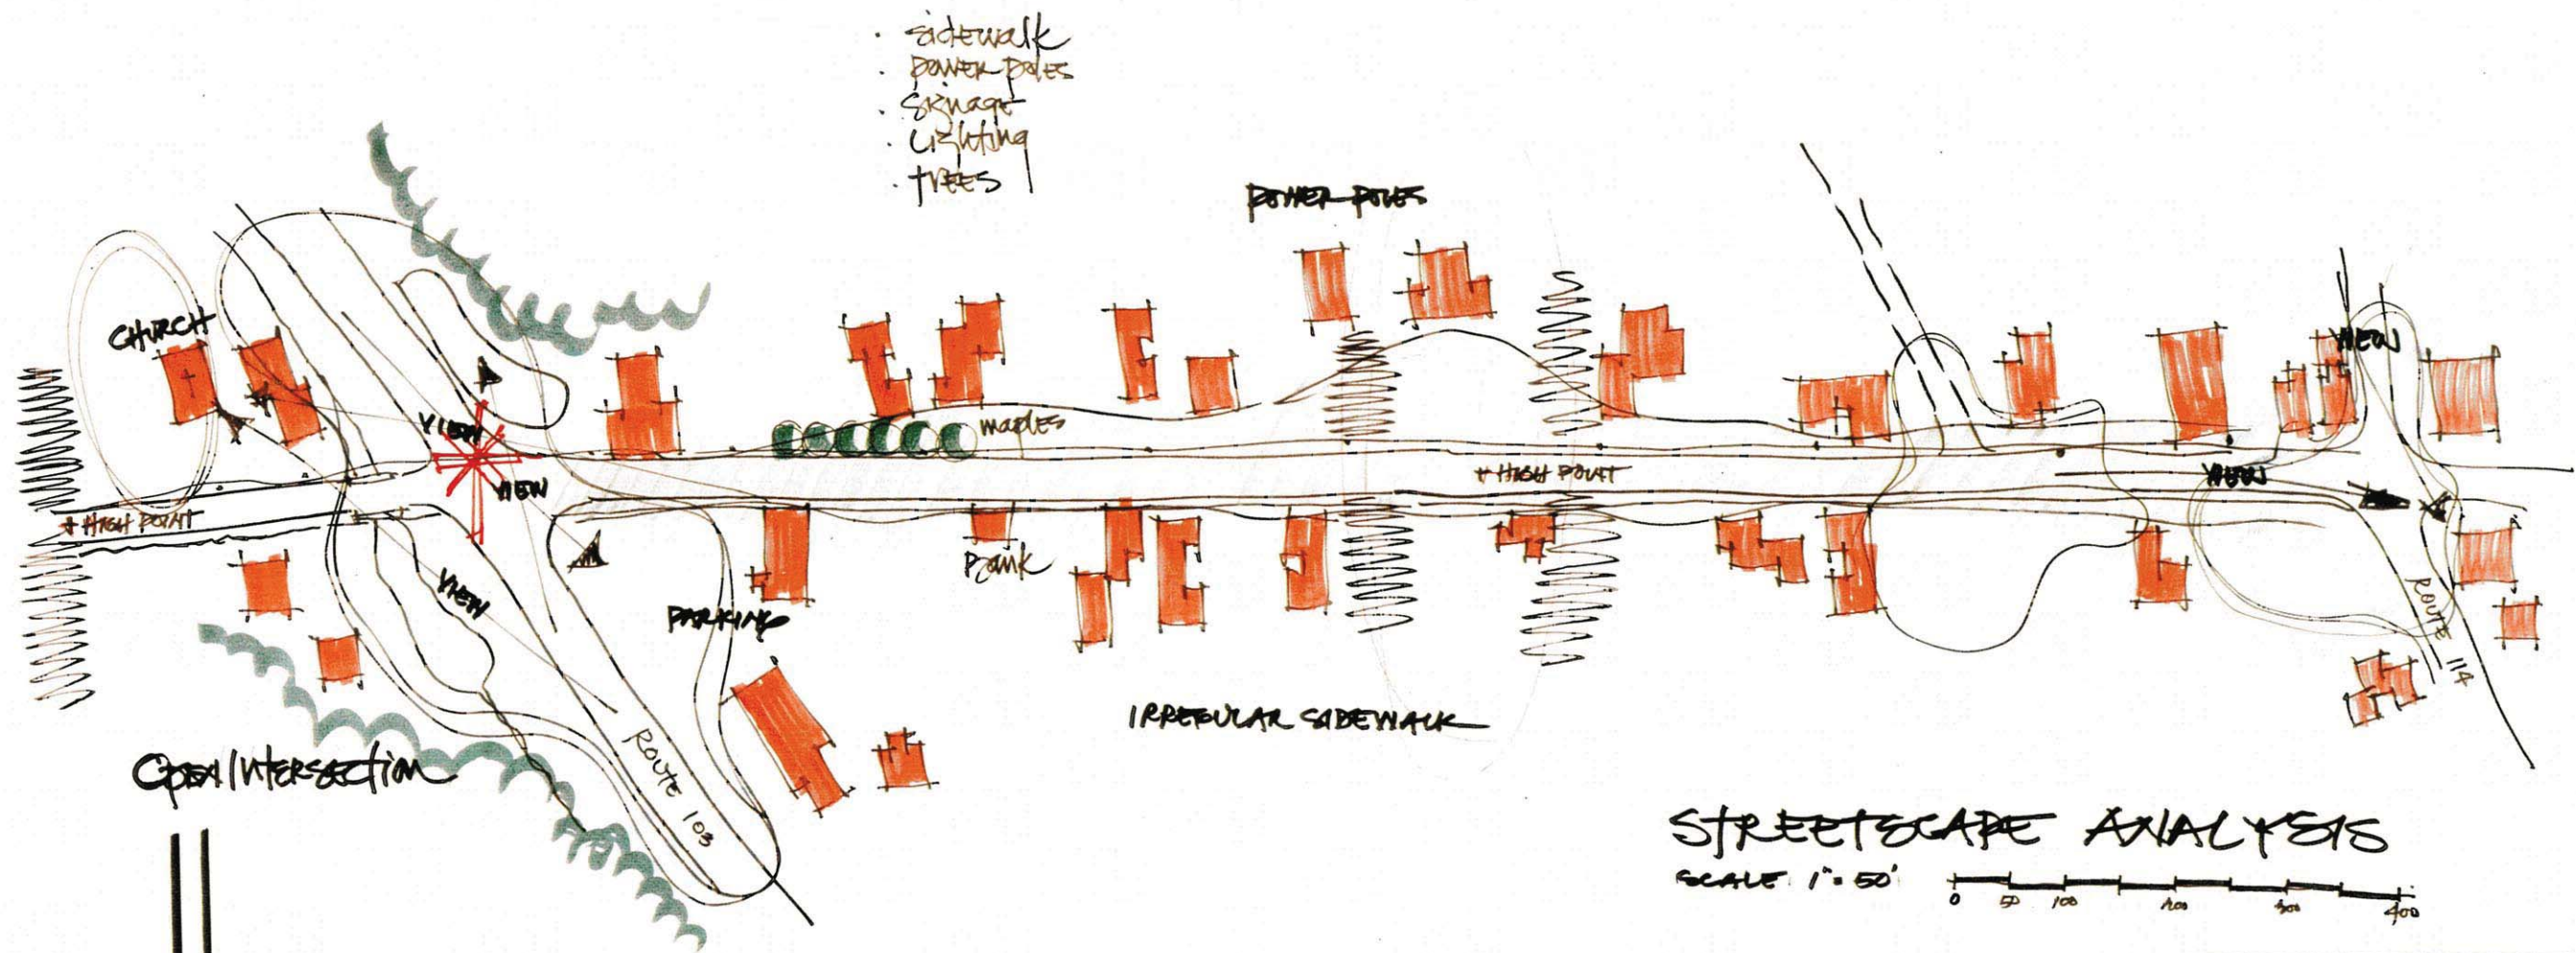 · sidewalk
· POWER POLES
· Signage
· Lighting
· trees
POWER POLES
CHURCH
VIEW
maples
VIEW
+ HIGH POINT
VIEW
VIEW
+ HIGH POINT
VIEW
Bank
PARKING
ROUTE 114
IRREGULAR SIDEWALK
ROUTE 103
Open Intersection
STREETSCAPE ANALYSIS
SCALE 1"=50'
0 50 100 200 300 400